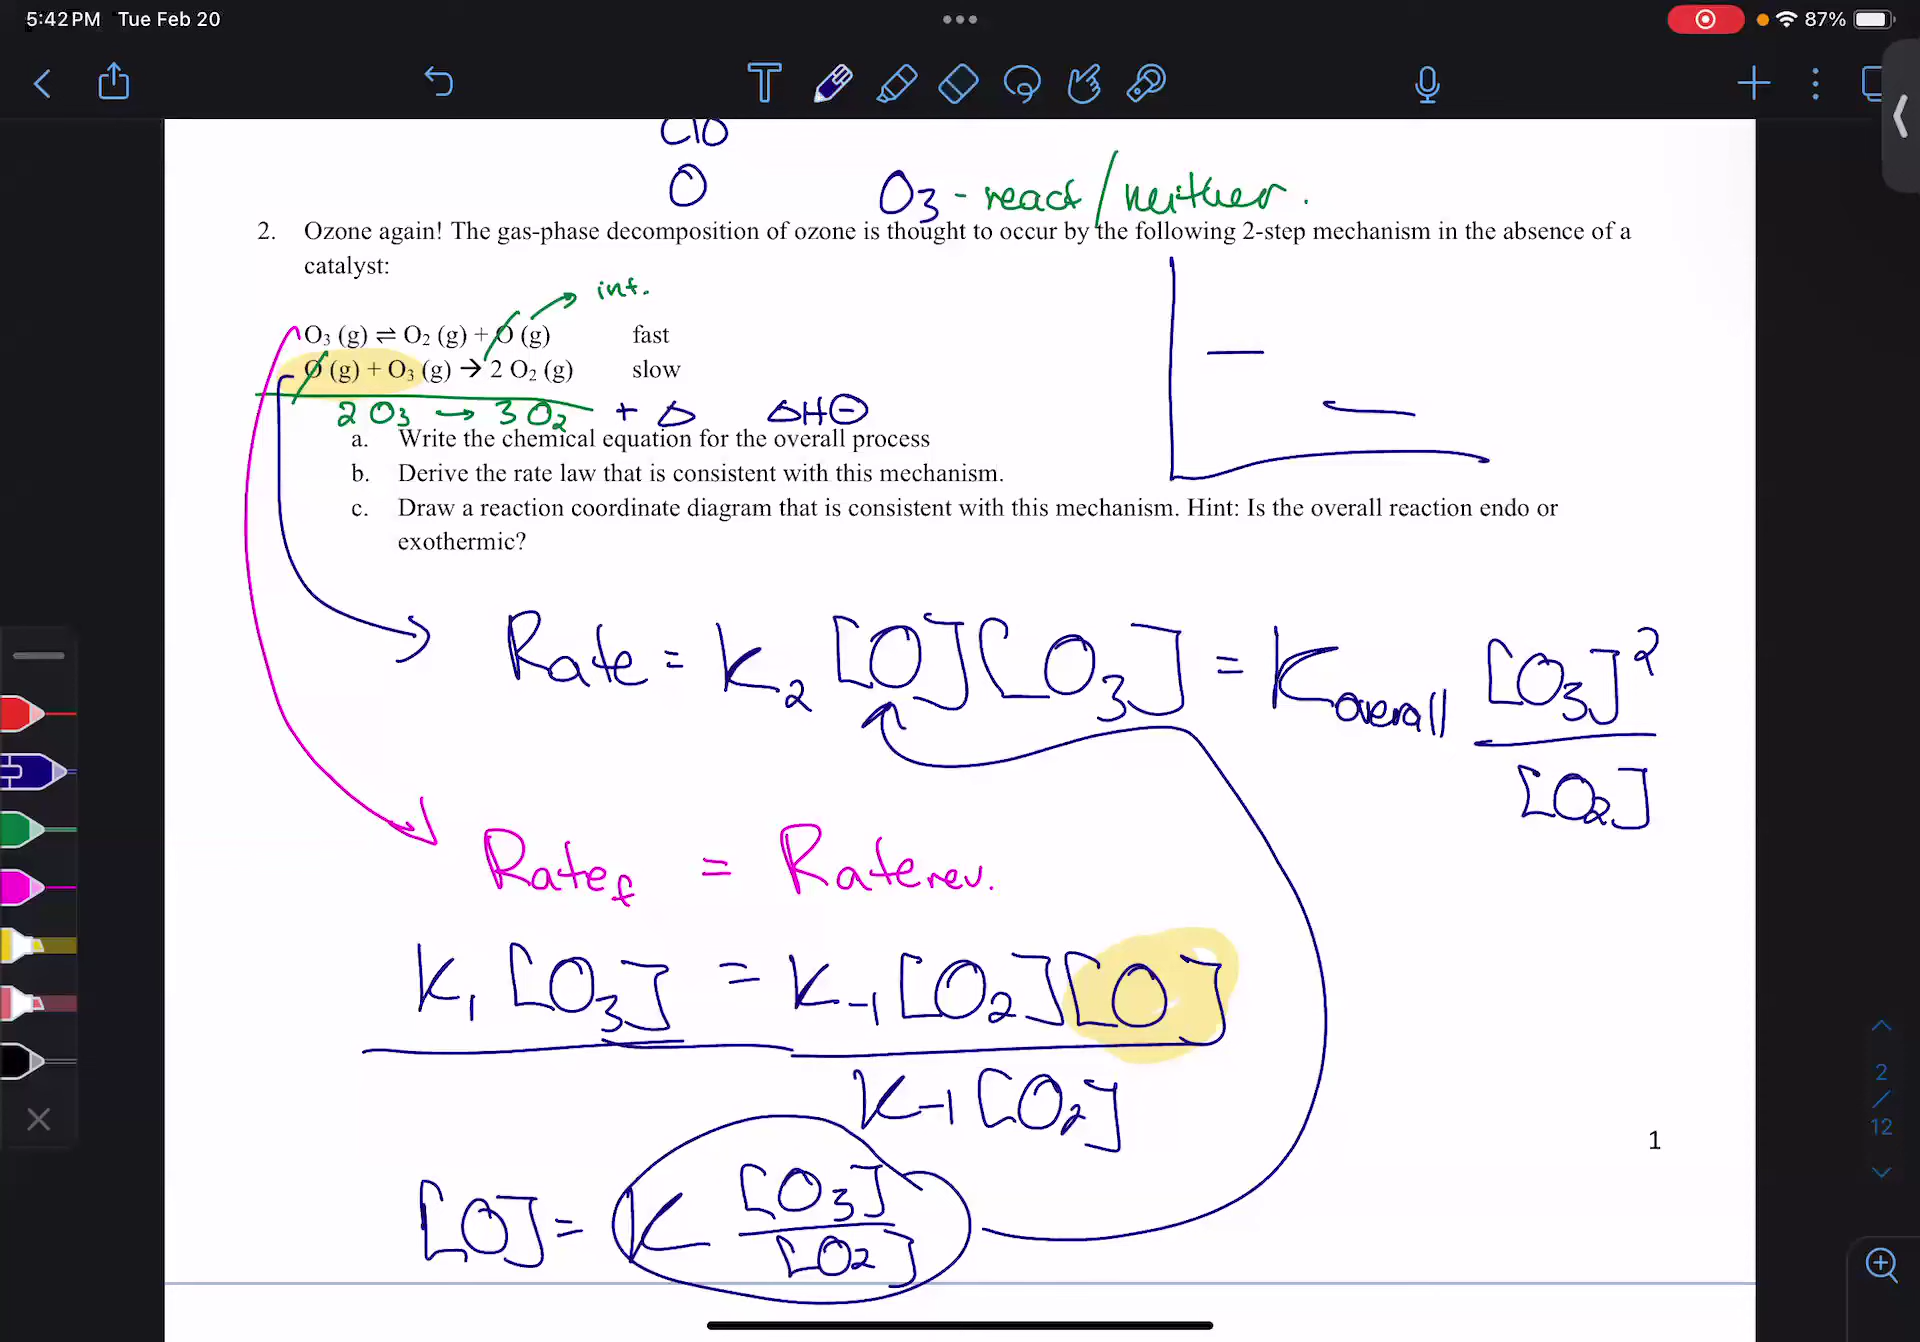 5:42 PM Tue Feb 20
87%
ClO
O
O3 - react / neither.
2. Ozone again! The gas-phase decomposition of ozone is thought to occur by the following 2-step mechanism in the absence of a
catalyst:
int.
O₃ (g) ⇌ O₂ (g) + O (g) fast
O (g) + O₃ (g) → 2 O₂ (g) slow
2 O3 → 3 O2 + Δ ΔH⊖
a. Write the chemical equation for the overall process
b. Derive the rate law that is consistent with this mechanism.
c. Draw a reaction coordinate diagram that is consistent with this mechanism. Hint: Is the overall reaction endo or
exothermic?
Rate = K₂ [O][O₃] = Koverall [O₃]²
[O₂]
Ratef = Raterev.
K₁ [O₃] = K₋₁ [O₂][O]
K₋₁ [O₂]
[O] = K [O₃]
[O₂]
1
2
/
12